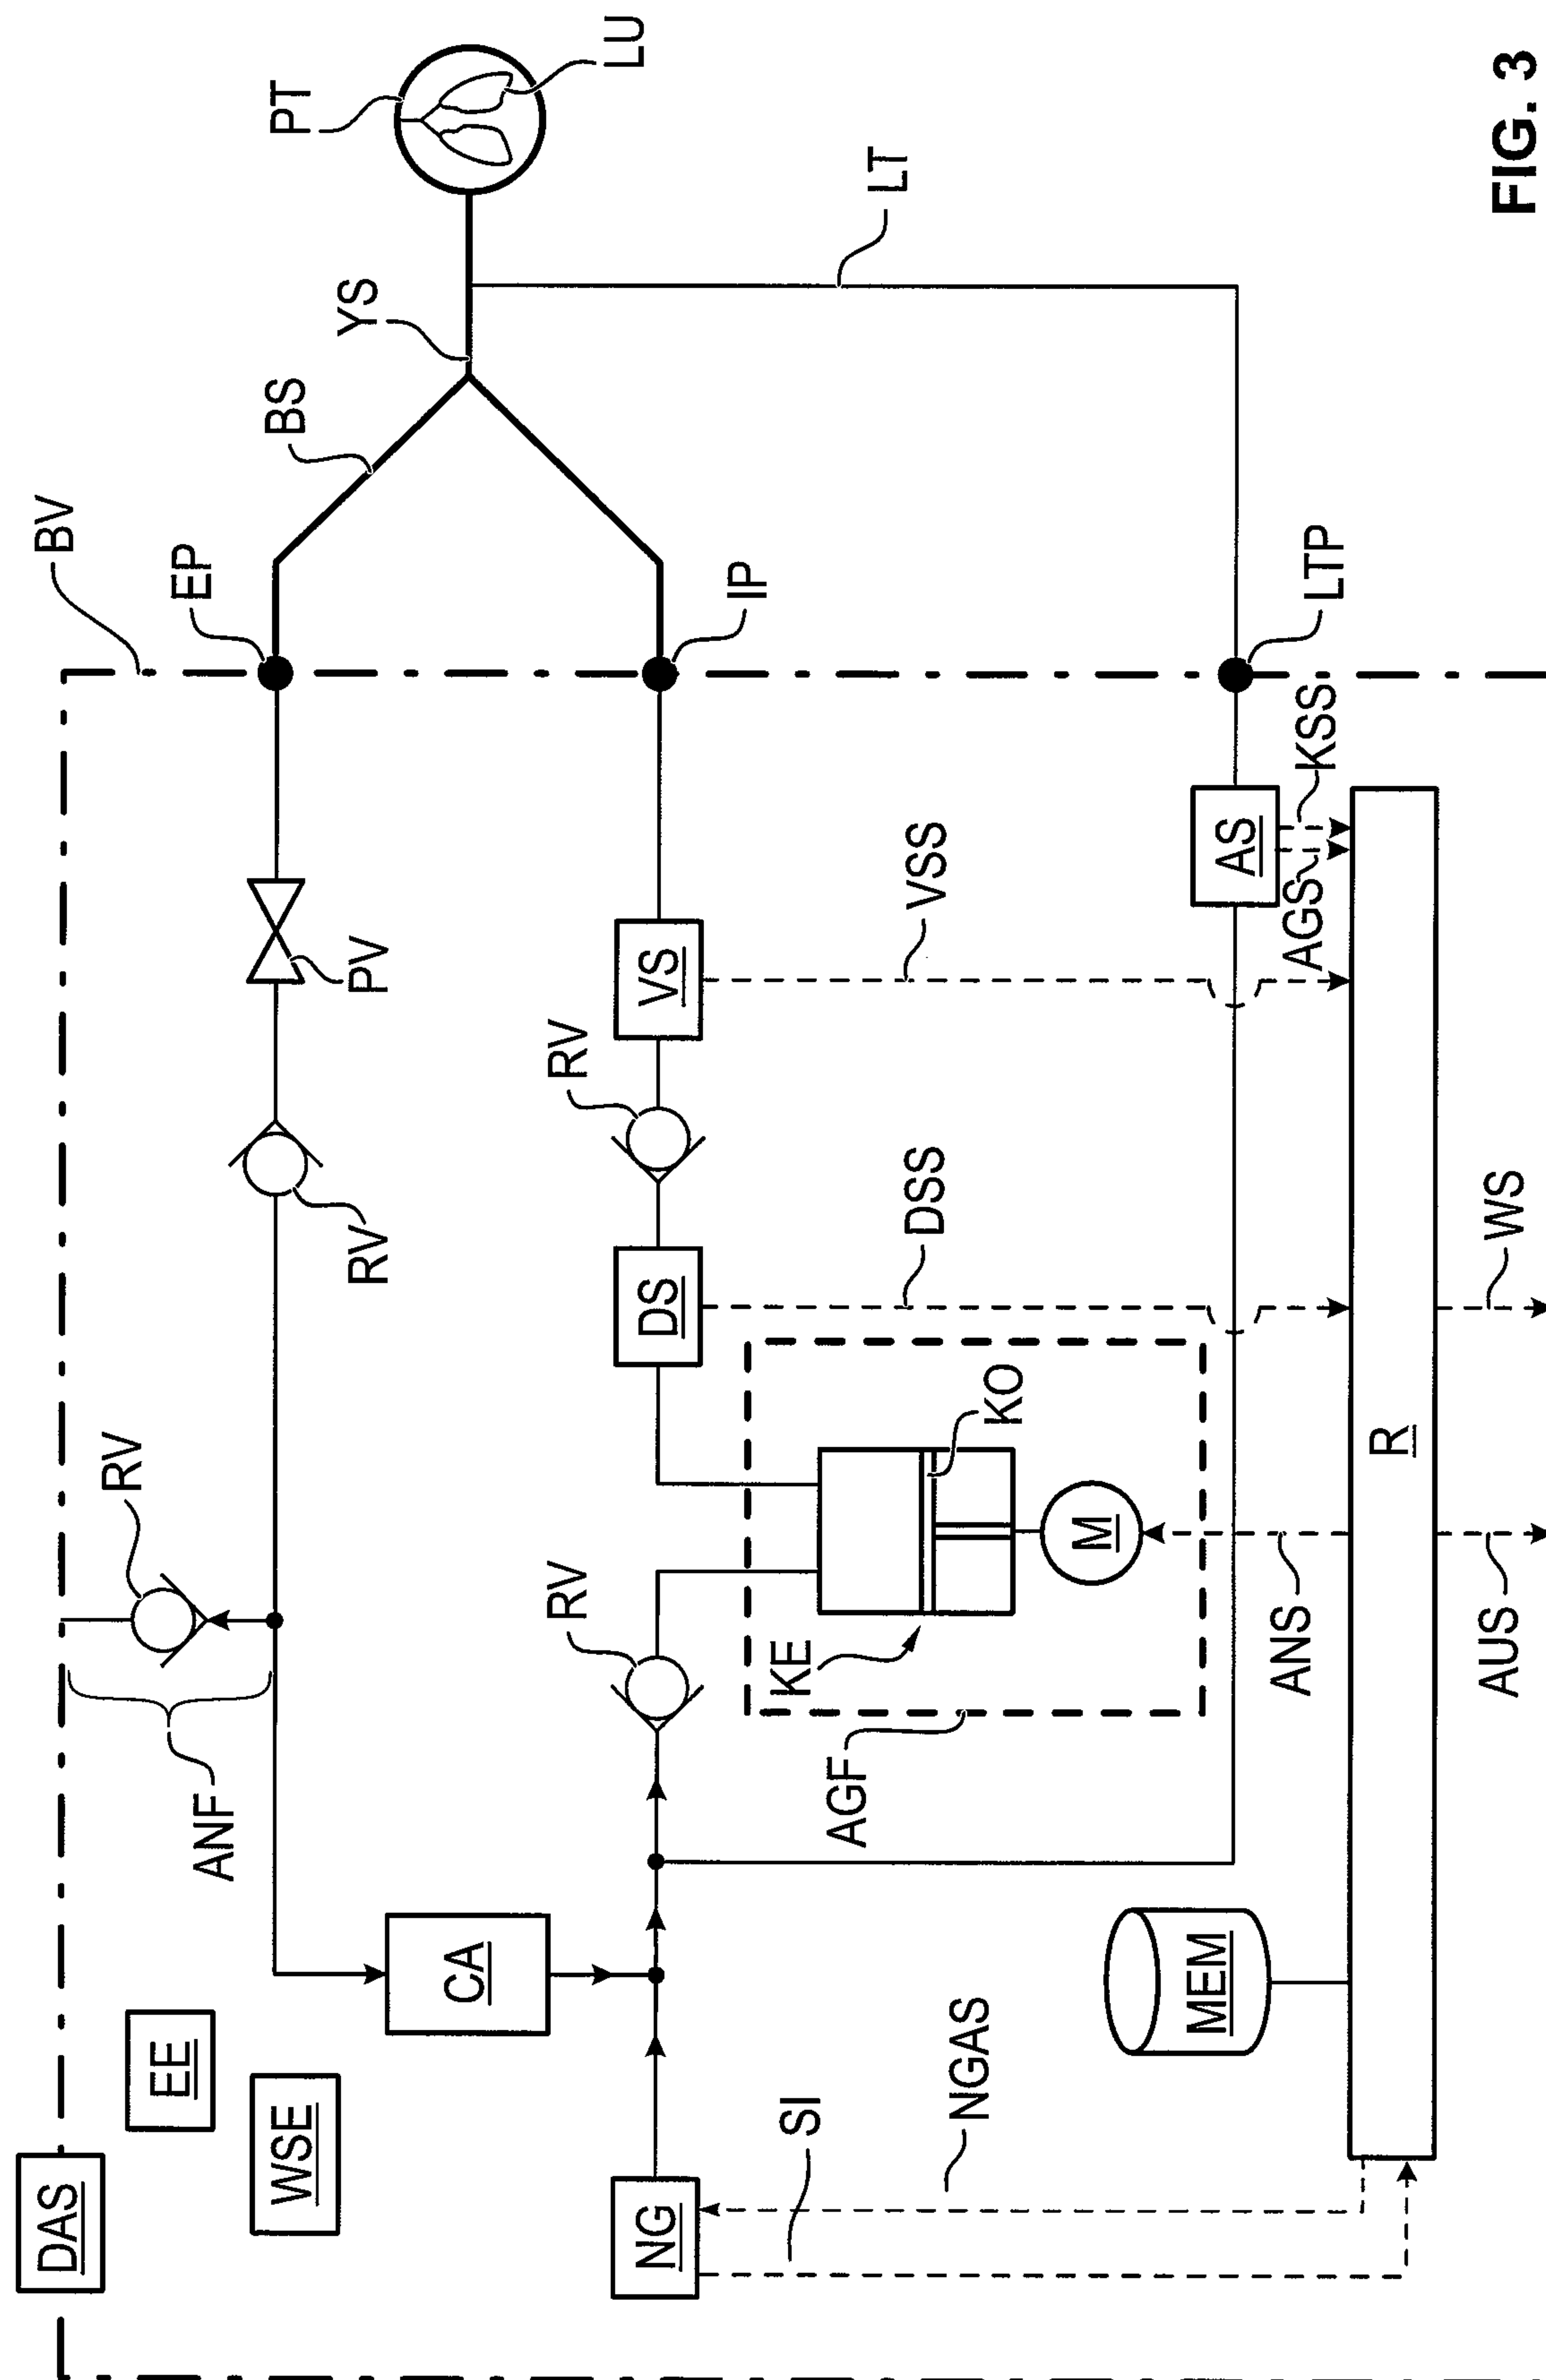 DAS
EE
WSE
ANF
RV
RV
PV
EP
BV
BS
YS
PT
LU
CA
NG
RV
KE
KO
M
AGF
DS
RV
VS
IP
DSS
VSS
LT
LTP
AS
KSS
AGS
SI
NGAS
MEM
R
ANS
AUS
WS
FIG. 3